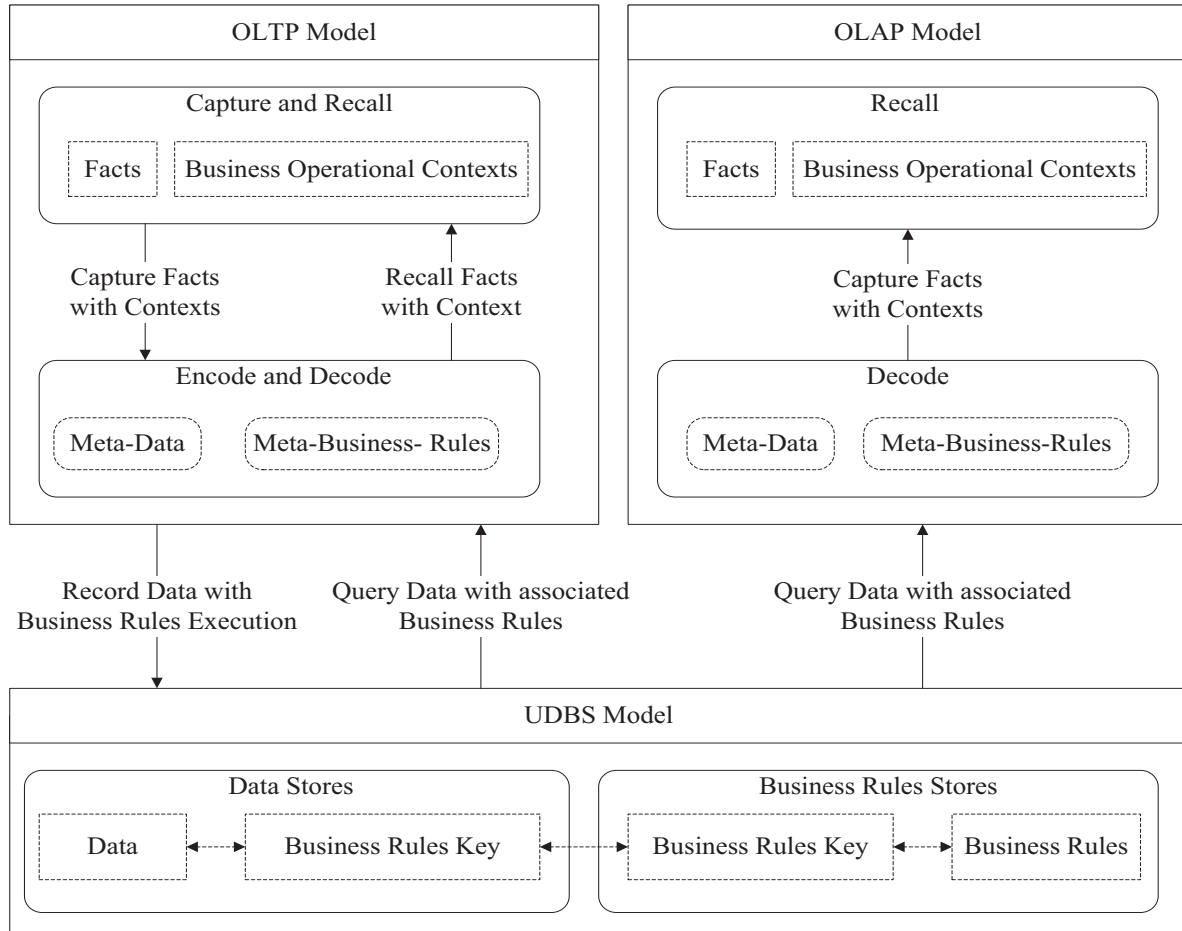 OLTP Model
Capture and Recall
Facts
Business Operational Contexts
Capture Facts
with Contexts
Recall Facts
with Context
Encode and Decode
Meta-Data
Meta-Business- Rules
OLAP Model
Recall
Facts
Business Operational Contexts
Capture Facts
with Contexts
Decode
Meta-Data
Meta-Business-Rules
Record Data with
Business Rules Execution
Query Data with associated
Business Rules
Query Data with associated
Business Rules
UDBS Model
Data Stores
Data
Business Rules Key
Business Rules Stores
Business Rules Key
Business Rules